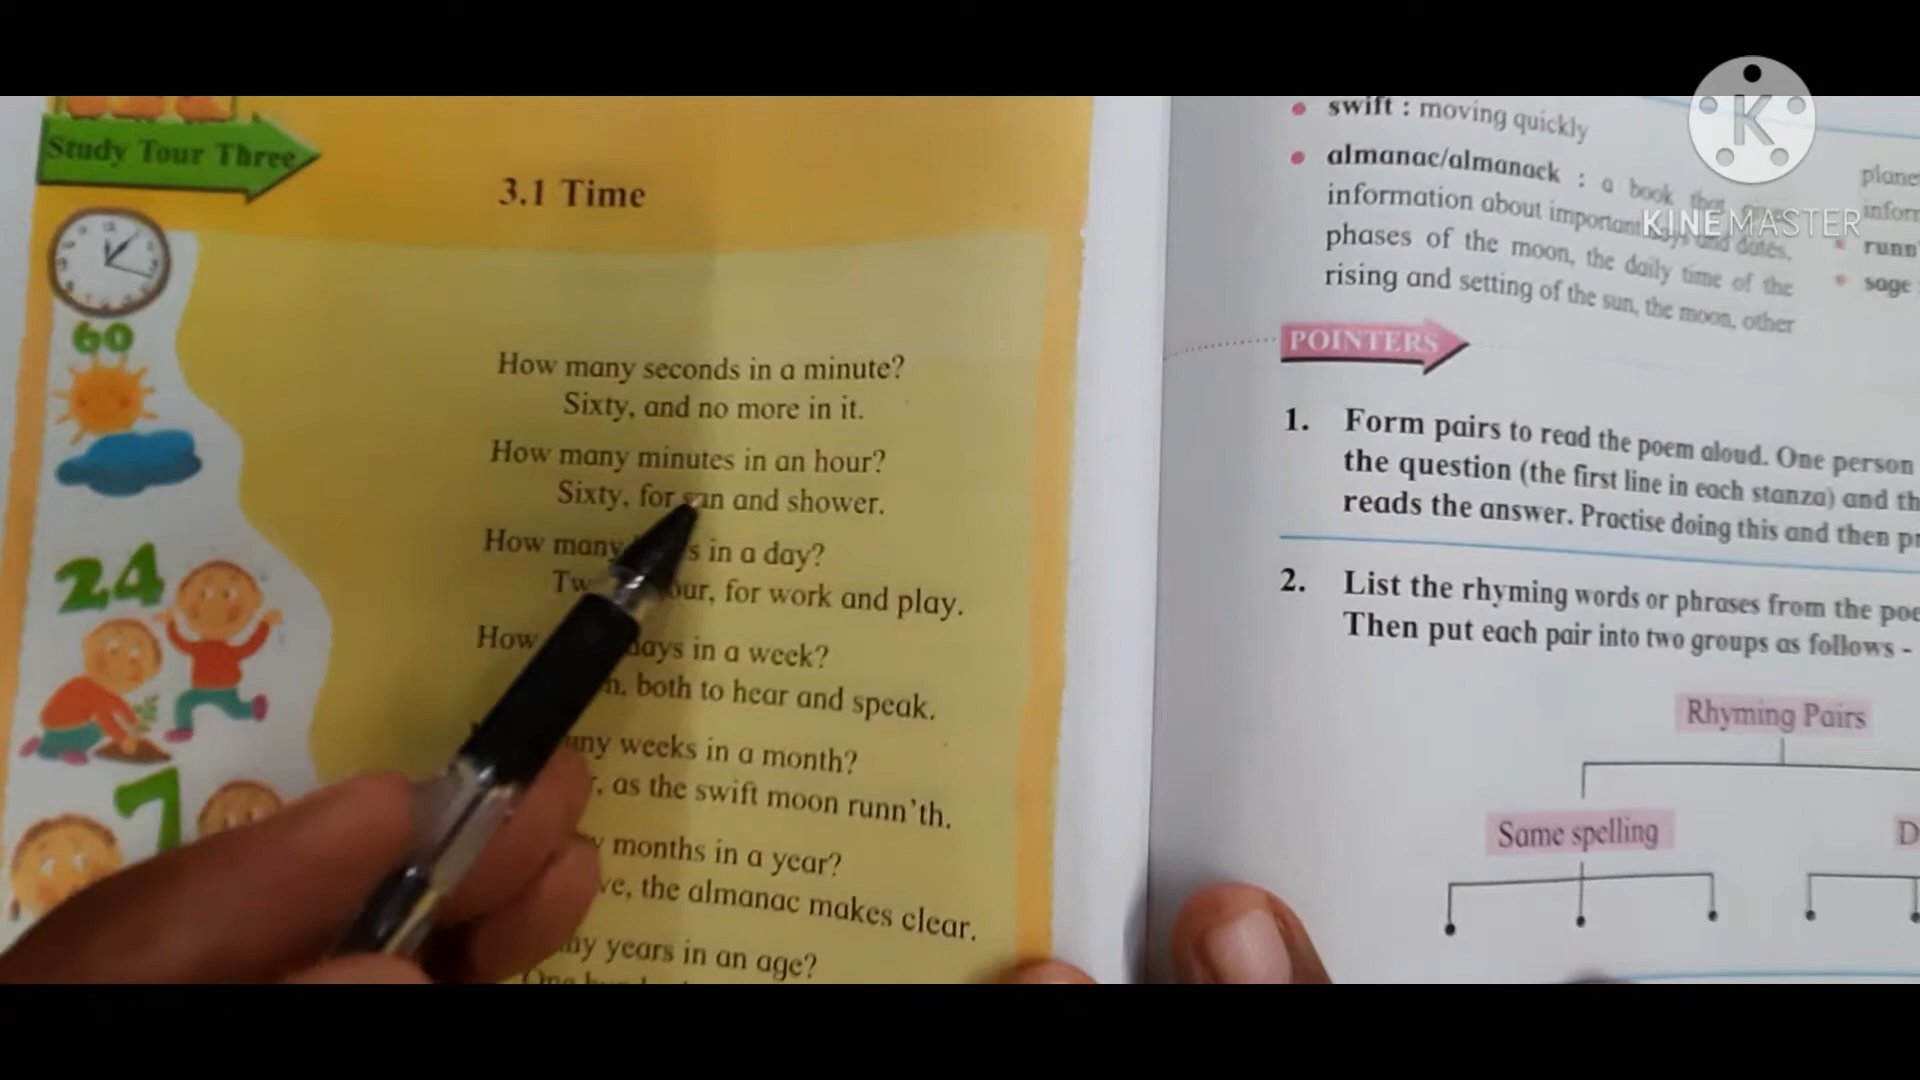 Study Tour Three
3.1 Time
60
24
7
How many seconds in a minute?
Sixty, and no more in it.
How many minutes in an hour?
Sixty, for sun and shower.
How many in a day?
for work and play.
How days in a week?
both to hear and speak.
weeks in a month?
as the swift moon runn'th.
months in a year?
the almanac makes clear.
years in an age?
One
swift : moving quickly
almanac/almanack : a book that
information about important days and dates,
phases of the moon, the daily time of the
rising and setting of the sun, the moon, other
runn'
sage
K
KINEMASTER
POINTERS
1. Form pairs to read the poem aloud. One person
the question (the first line in each stanza) and
reads the answer. Practise doing this and then
2. List the rhyming words or phrases from the
Then put each pair into two groups as follows -
Rhyming Pairs
Same spelling